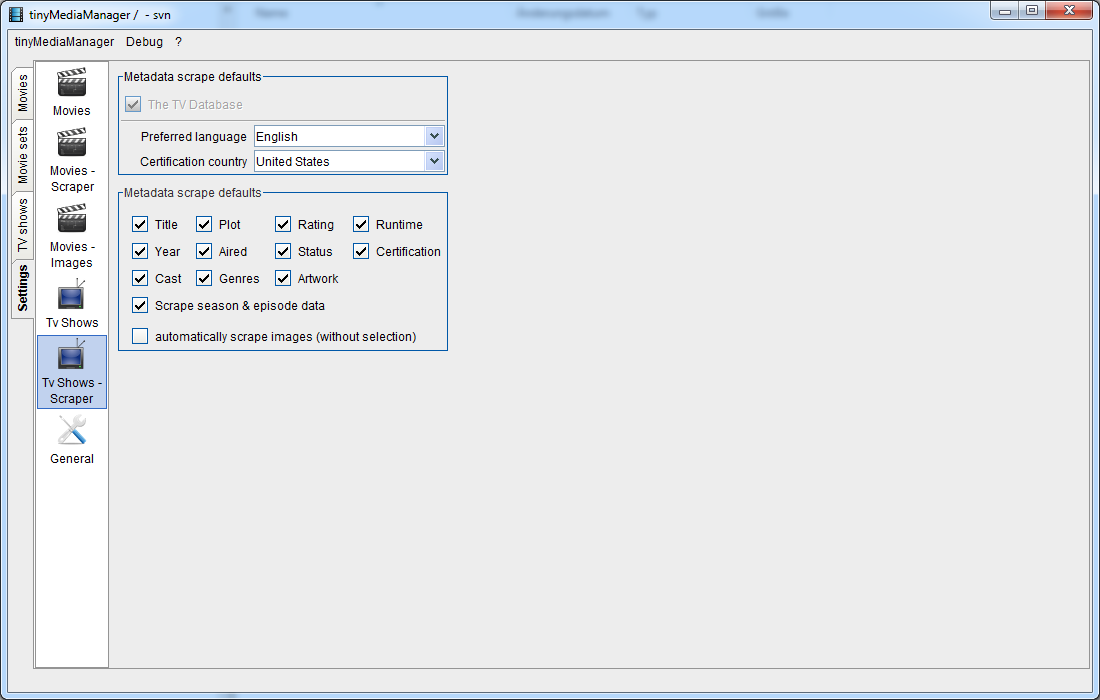 tinyMediaManager / - svn
tinyMediaManager Debug ?
Movies
Movie sets
TV shows
Settings
Movies
Movies -
Scraper
Movies -
Images
Tv Shows
Tv Shows -
Scraper
General
Metadata scrape defaults
The TV Database
Preferred language English
Certification country United States
Metadata scrape defaults
Title Plot Rating Runtime
Year Aired Status Certification
Cast Genres Artwork
Scrape season & episode data
automatically scrape images (without selection)